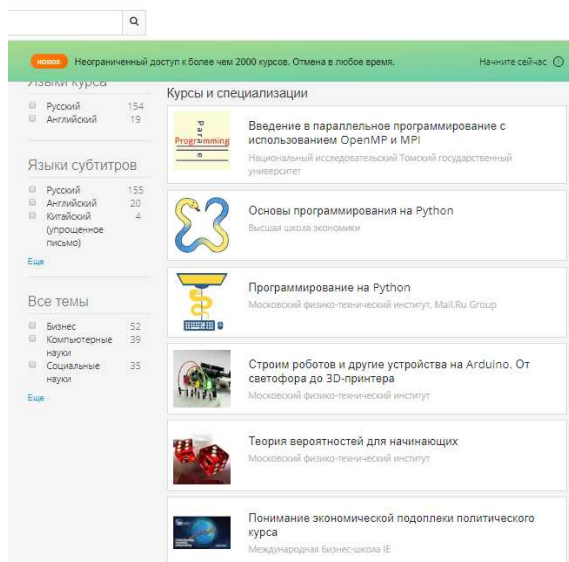 НОВОЕ Неограниченный доступ к более чем 2000 курсов. Отмена в любое время. Начните сейчас
Языки курса
Русский 154
Английский 19
Языки субтитров
Русский 155
Английский 20
Китайский 4
(упрощенное
письмо)
Еще
Все темы
Бизнес 52
Компьютерные 39
науки
Социальные 35
науки
Еще
Курсы и специализации
Programming
Введение в параллельное программирование с
использованием OpenMP и MPI
Национальный исследовательский Томский государственный
университет
Основы программирования на Python
Высшая школа экономики
Программирование на Python
Московский физико-технический институт, Mail.Ru Group
Строим роботов и другие устройства на Arduino. От
светофора до 3D-принтера
Московский физико-технический институт
Теория вероятностей для начинающих
Московский физико-технический институт
Понимание экономической подоплеки политического
курса
Международная бизнес-школа IE